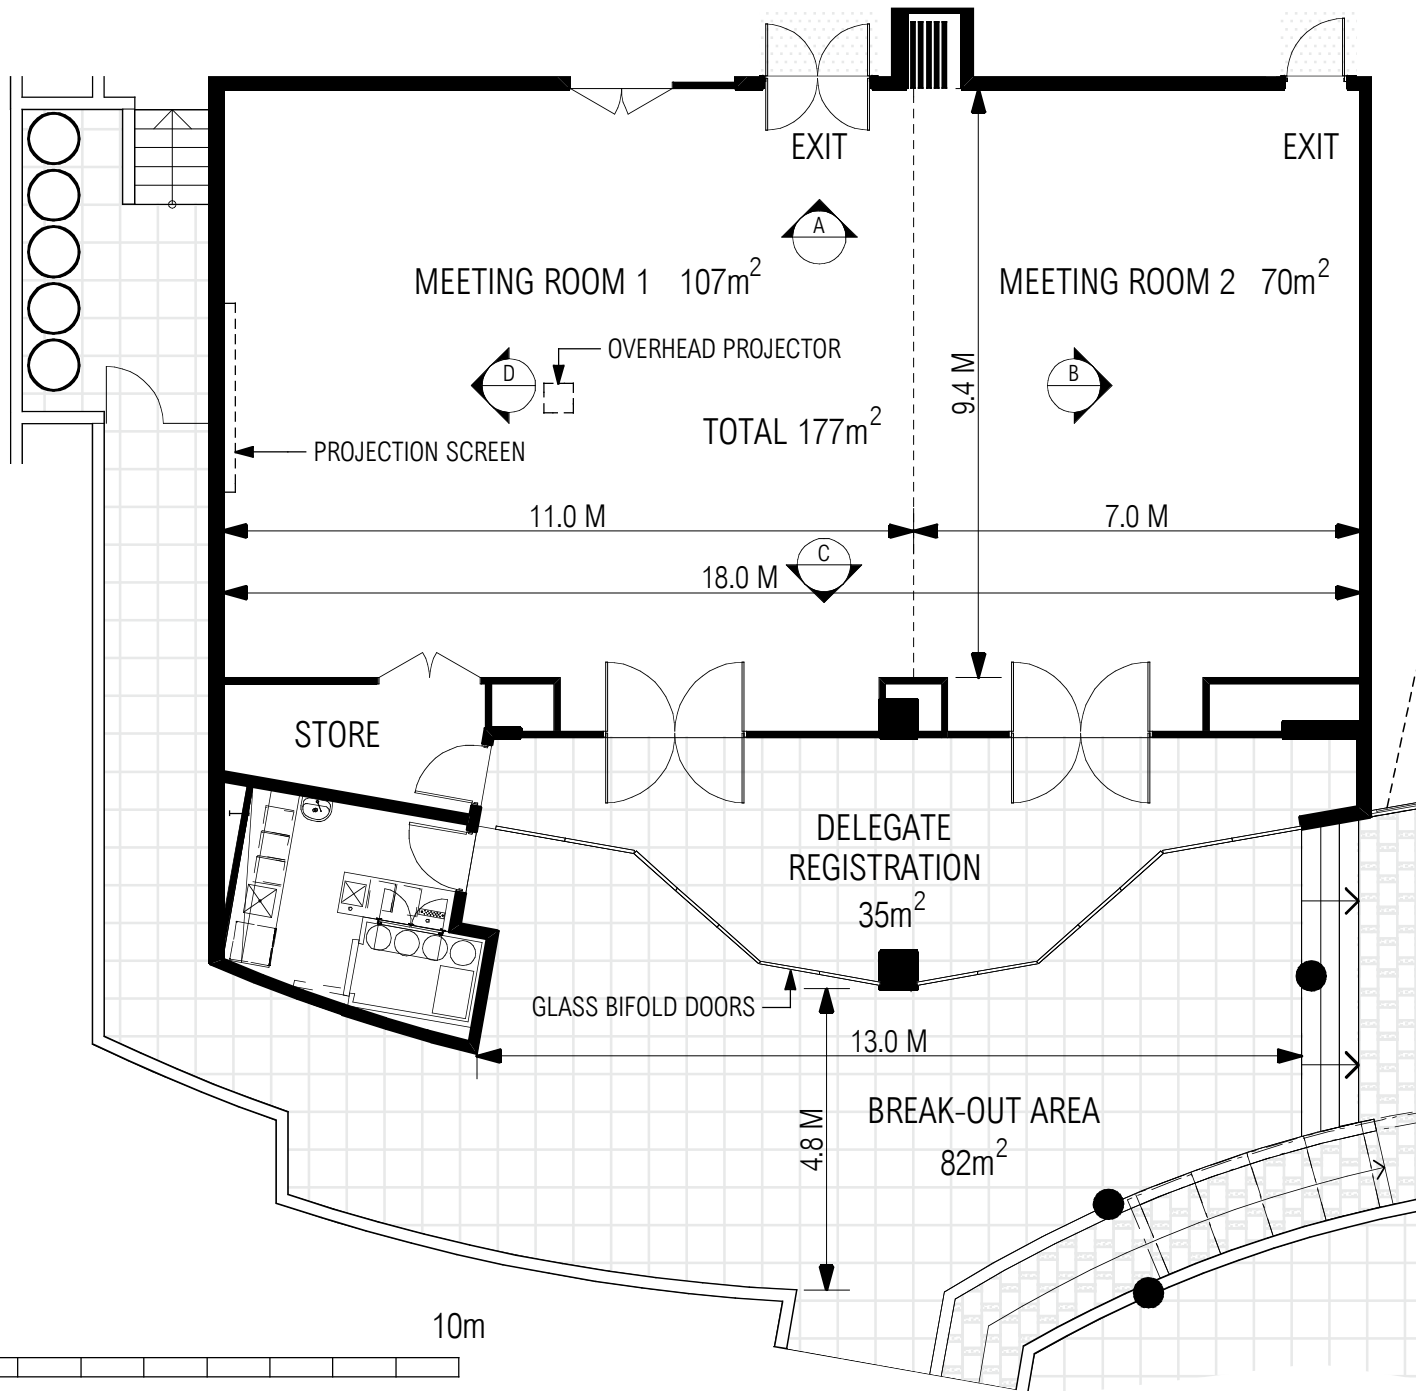 EXIT
EXIT
A
MEETING ROOM 1 107m²
MEETING ROOM 2 70m²
OVERHEAD PROJECTOR
D
B
9.4 M
TOTAL 177m²
PROJECTION SCREEN
11.0 M
7.0 M
C
18.0 M
STORE
DELEGATE
REGISTRATION
35m²
GLASS BIFOLD DOORS
13.0 M
BREAK-OUT AREA
82m²
4.8 M
10m